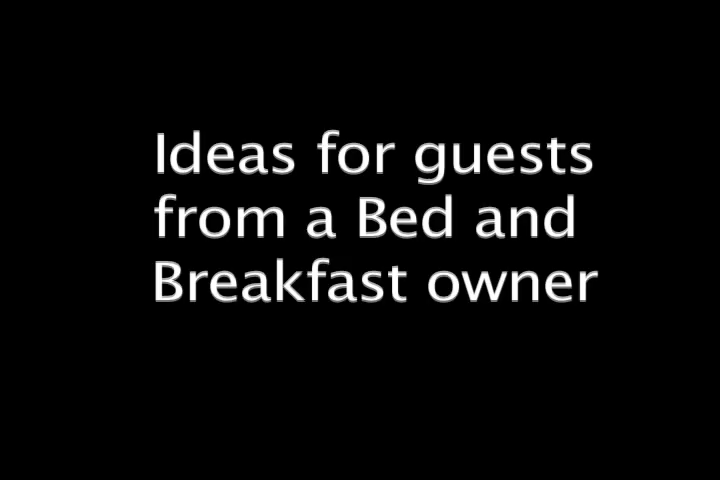 Ideas for guests
from a Bed and
Breakfast owner